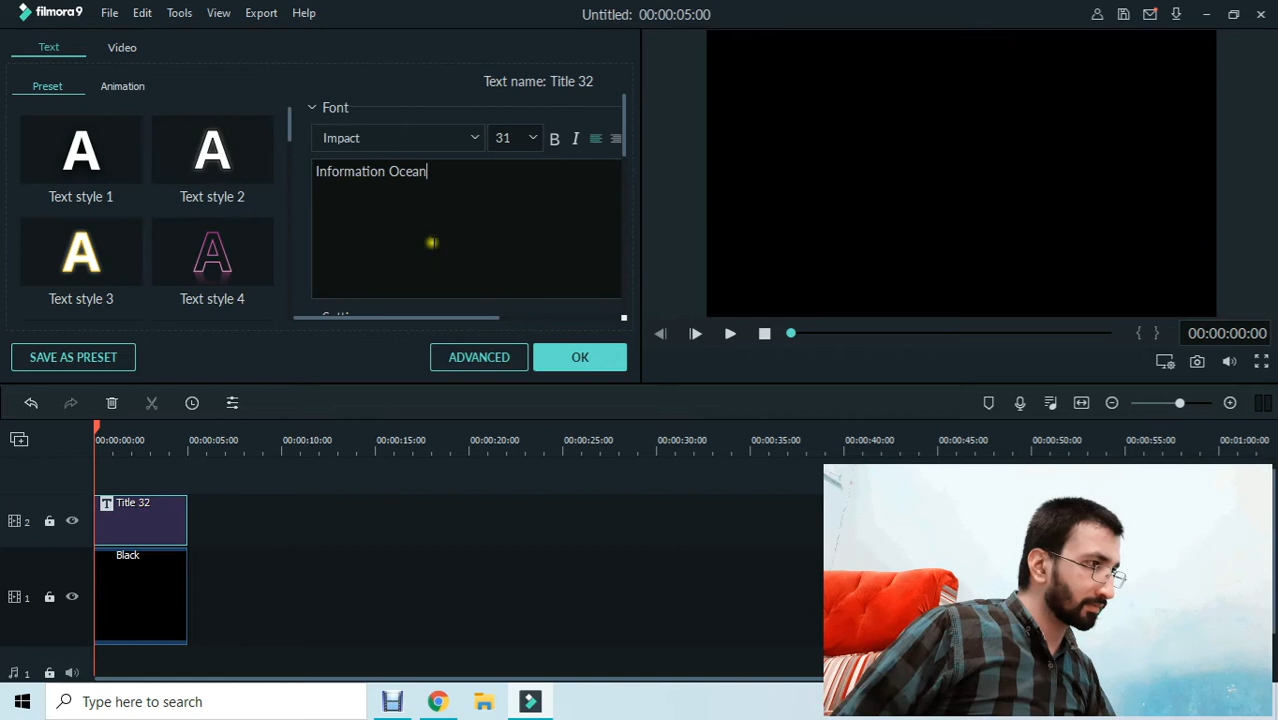 filmora9 File Edit Tools View Export Help Untitled: 00:00:05:00
Text Video
Text name: Title 32
Preset Animation
Font
Impact 31 B I
Information Ocean
A A
Text style 1 Text style 2
A A
Text style 3 Text style 4
SAVE AS PRESET ADVANCED OK
00:00:00:00
00:00:00:00 00:00:05:00 00:00:10:00 00:00:15:00 00:00:20:00 00:00:25:00 00:00:30:00 00:00:35:00 00:00:40:00 00:00:45:00 00:00:50:00 00:00:55:00 00:01:00:00
T Title 32
2
Black
1
1
Type here to search